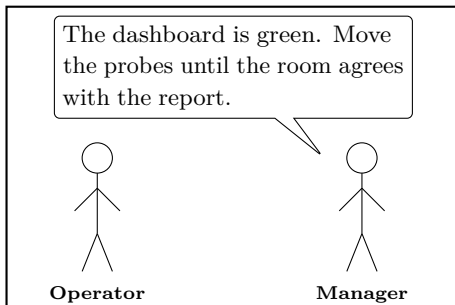 The dashboard is green. Move
the probes until the room agrees
with the report.
Operator
Manager